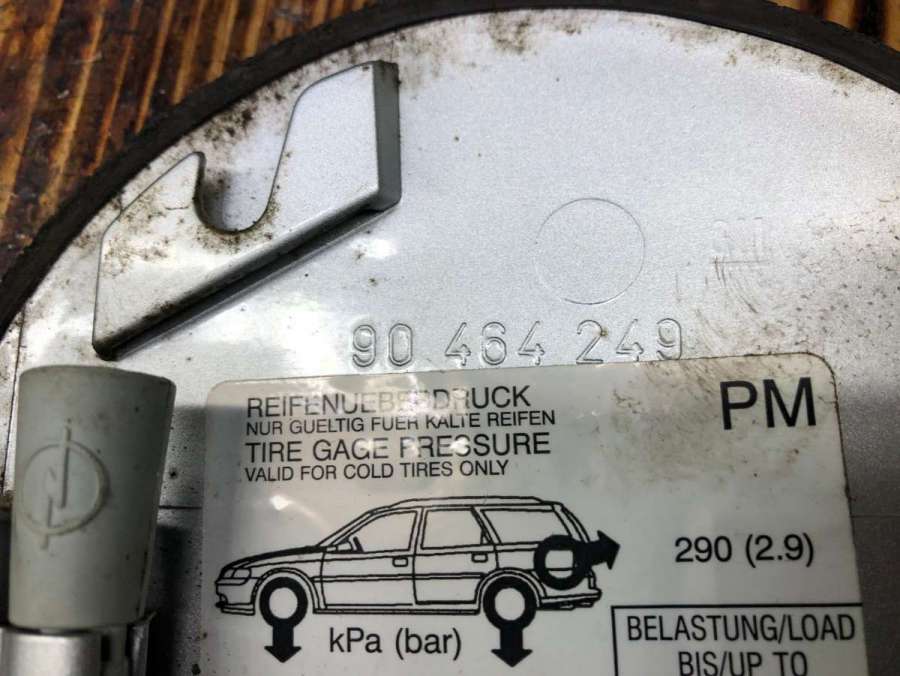 90 464 249
REIFENUEBERDRUCK
NUR GUELTIG FUER KALTE REIFEN
TIRE GAGE PRESSURE
VALID FOR COLD TIRES ONLY
PM
290 (2.9)
kPa (bar)
BELASTUNG/LOAD
BIS/UP TO